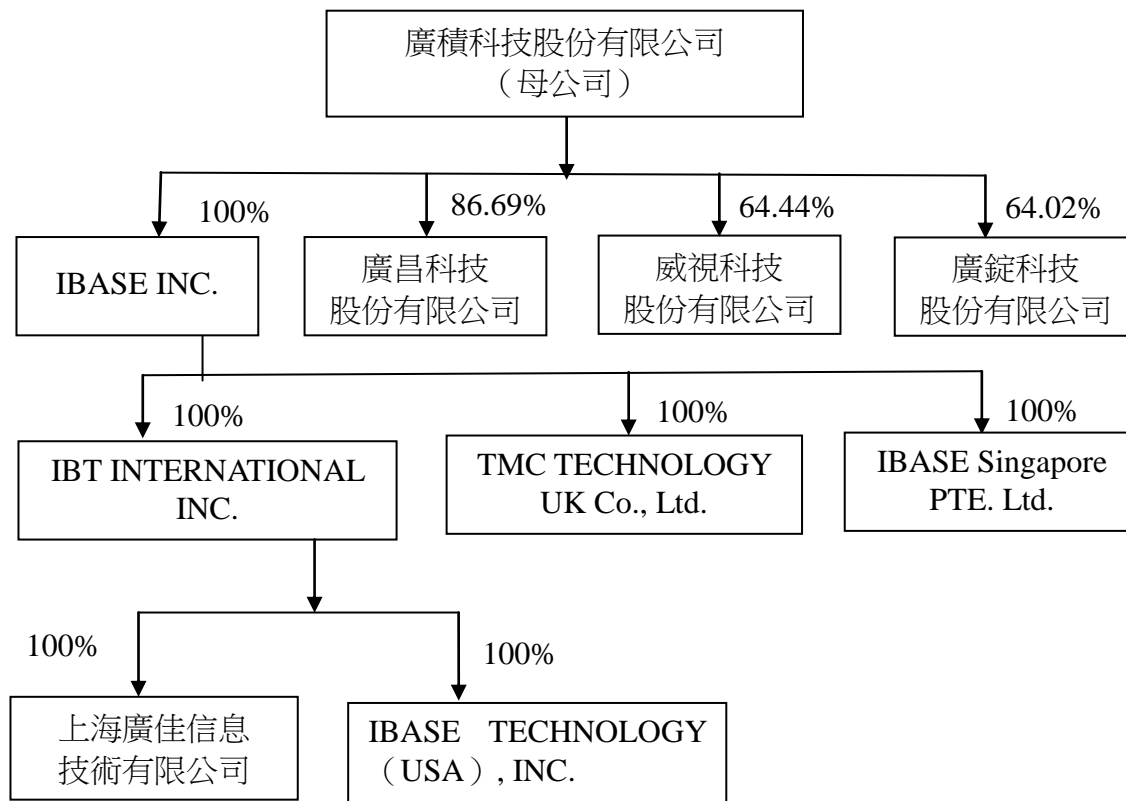 廣積科技股份有限公司
（母公司）
100%
86.69%
64.44%
64.02%
IBASE INC.
廣昌科技
股份有限公司
威視科技
股份有限公司
廣錠科技
股份有限公司
100%
100%
100%
IBT INTERNATIONAL
INC.
TMC TECHNOLOGY
UK Co., Ltd.
IBASE Singapore
PTE. Ltd.
100%
100%
上海廣佳信息
技術有限公司
IBASE TECHNOLOGY
（USA）, INC.